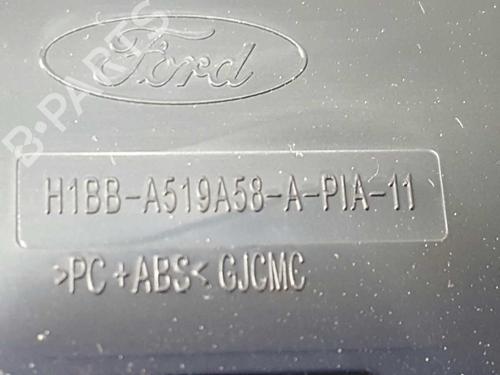 B-PARTS
Ford
H1BB-A519A58-A-PIA-11
>PC+ABS< GJCMC